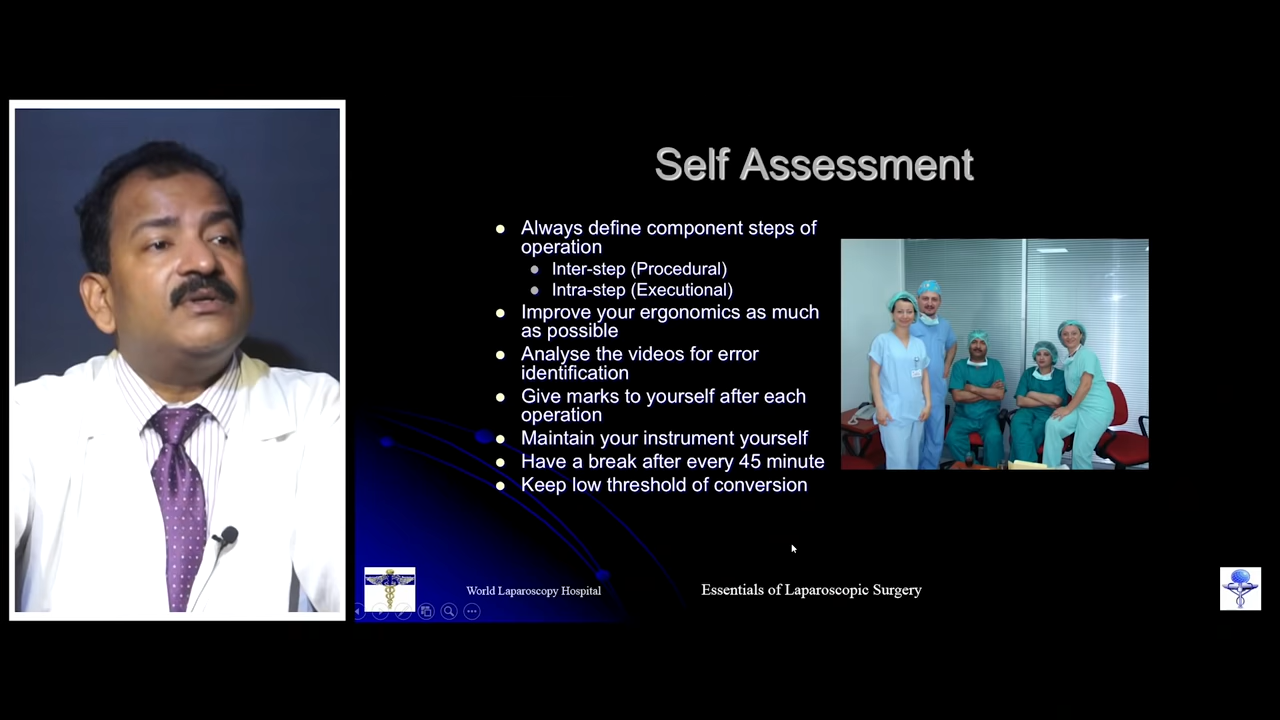 Self Assessment
Always define component steps of
operation
Inter-step (Procedural)
Intra-step (Executional)
Improve your ergonomics as much
as possible
Analyse the videos for error
identification
Give marks to yourself after each
operation
Maintain your instrument yourself
Have a break after every 45 minute
Keep low threshold of conversion
World Laparoscopy Hospital
Essentials of Laparoscopic Surgery